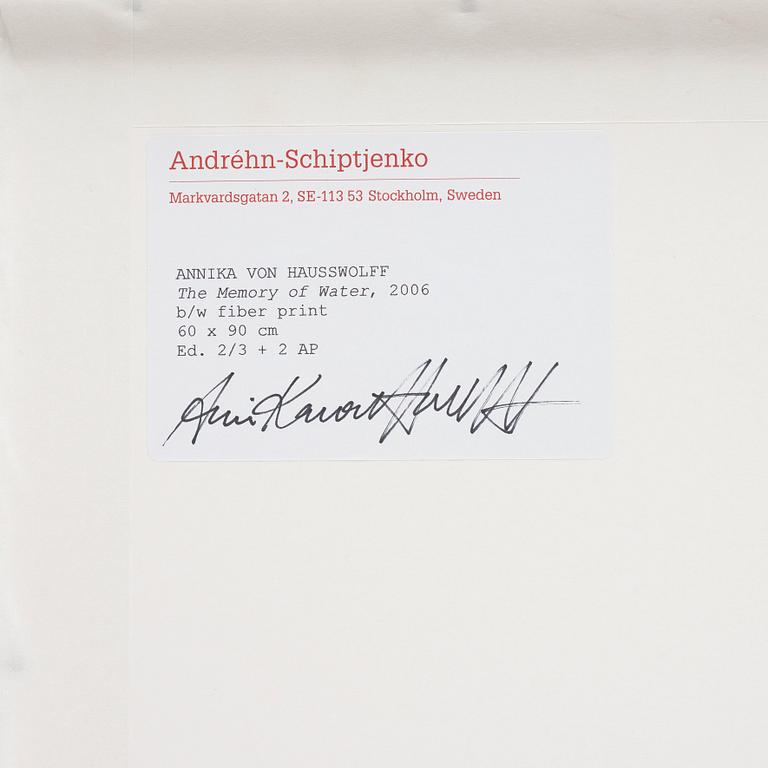 Andréhn-Schiptjenko
Markvardsgatan 2, SE-113 53 Stockholm, Sweden
ANNIKA VON HAUSSWOLFF
The Memory of Water, 2006
b/w fiber print
60 x 90 cm
Ed. 2/3 + 2 AP